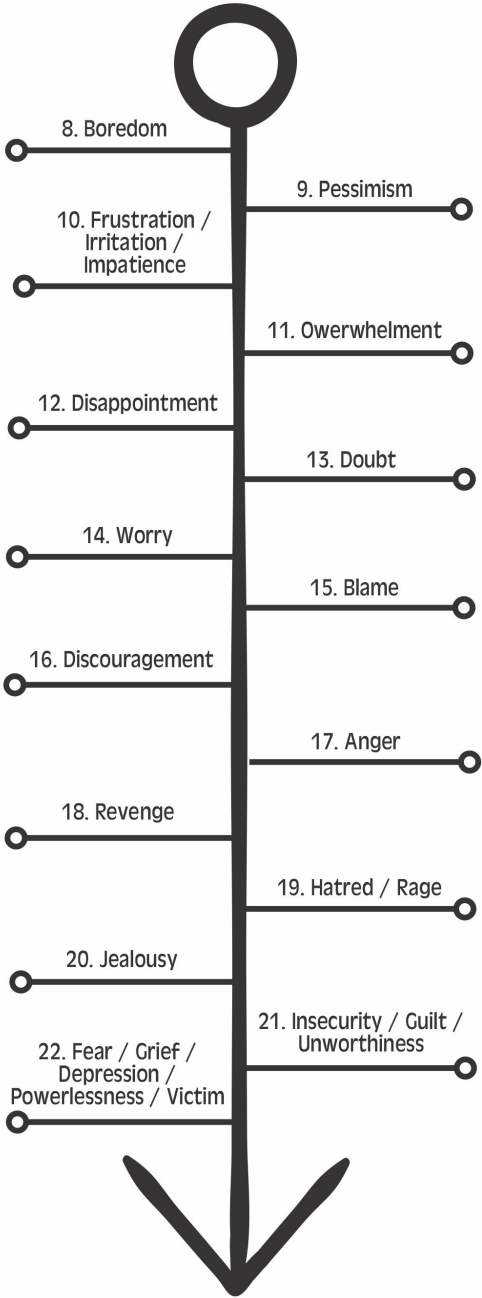 8. Boredom
9. Pessimism
10. Frustration /
Irritation /
Impatience
11. Owerwhelment
12. Disappointment
13. Doubt
14. Worry
15. Blame
16. Discouragement
17. Anger
18. Revenge
19. Hatred / Rage
20. Jealousy
21. Insecurity / Guilt /
Unworthiness
22. Fear / Grief /
Depression /
Powerlessness / Victim